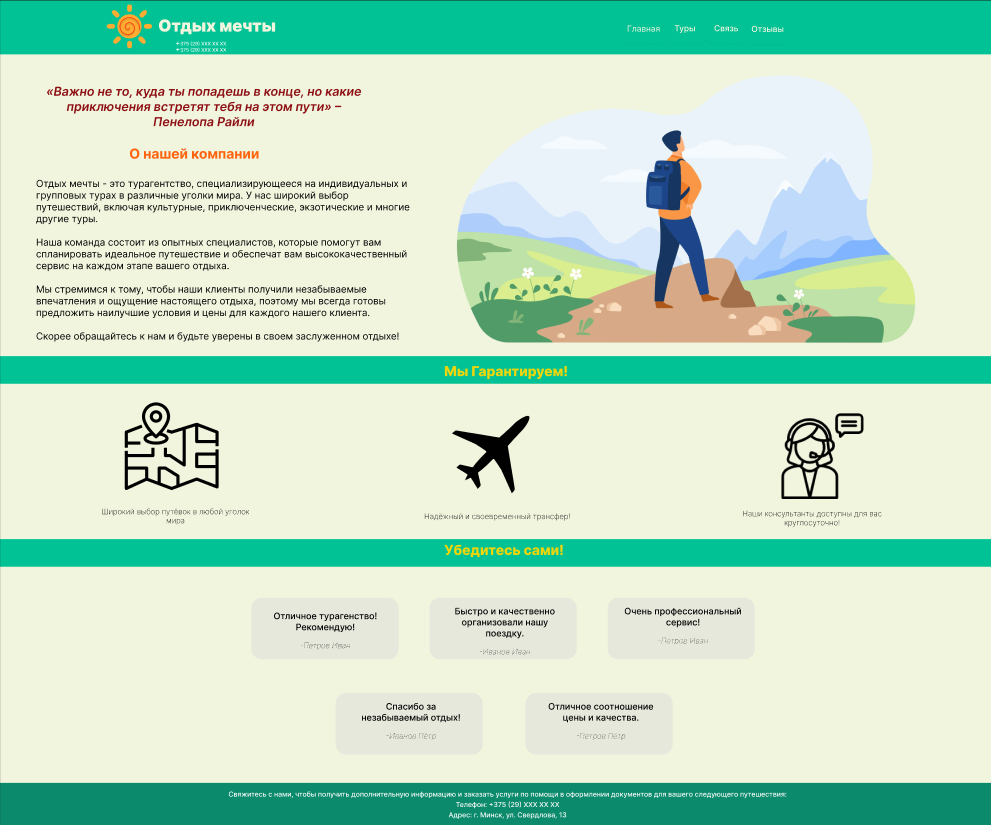 Отдых мечты
+375 (29) XXX XX XX
+375 (29) XXX XX XX
Главная Туры Связь Отзывы
«Важно не то, куда ты попадешь в конце, но какие
приключения встретят тебя на этом пути» –
Пенелопа Райли
О нашей компании
Отдых мечты - это турагентство, специализирующееся на индивидуальных и
групповых турах в различные уголки мира. У нас широкий выбор
путешествий, включая культурные, приключенческие, экзотические и многие
другие туры.
Наша команда состоит из опытных специалистов, которые помогут вам
спланировать идеальное путешествие и обеспечат вам высококачественный
сервис на каждом этапе вашего отдыха.
Мы стремимся к тому, чтобы наши клиенты получили незабываемые
впечатления и ощущение настоящего отдыха, поэтому мы всегда готовы
предложить наилучшие условия и цены для каждого нашего клиента.
Скорее обращайтесь к нам и будьте уверены в своем заслуженном отдыхе!
Мы Гарантируем!
Широкий выбор путёвок в любой уголок
мира
Надёжный и своевременный трансфер!
Наши консультанты доступны для вас
круглосуточно!
Убедитесь сами!
Отличное турагенство!
Рекомендую!
-Петров Иван
Быстро и качественно
организовали нашу
поездку.
-Иванов Иван
Очень профессиональный
сервис!
-Петров Иван
Спасибо за
незабываемый отдых!
-Иванов Пётр
Отличное соотношение
цены и качества.
-Петров Пётр
Свяжитесь с нами, чтобы получить дополнительную информацию и заказать услуги по помощи в оформлении документов для вашего следующего путешествия:
Телефон: +375 (29) XXX XX XX
Адрес: г. Минск, ул. Свердлова, 13